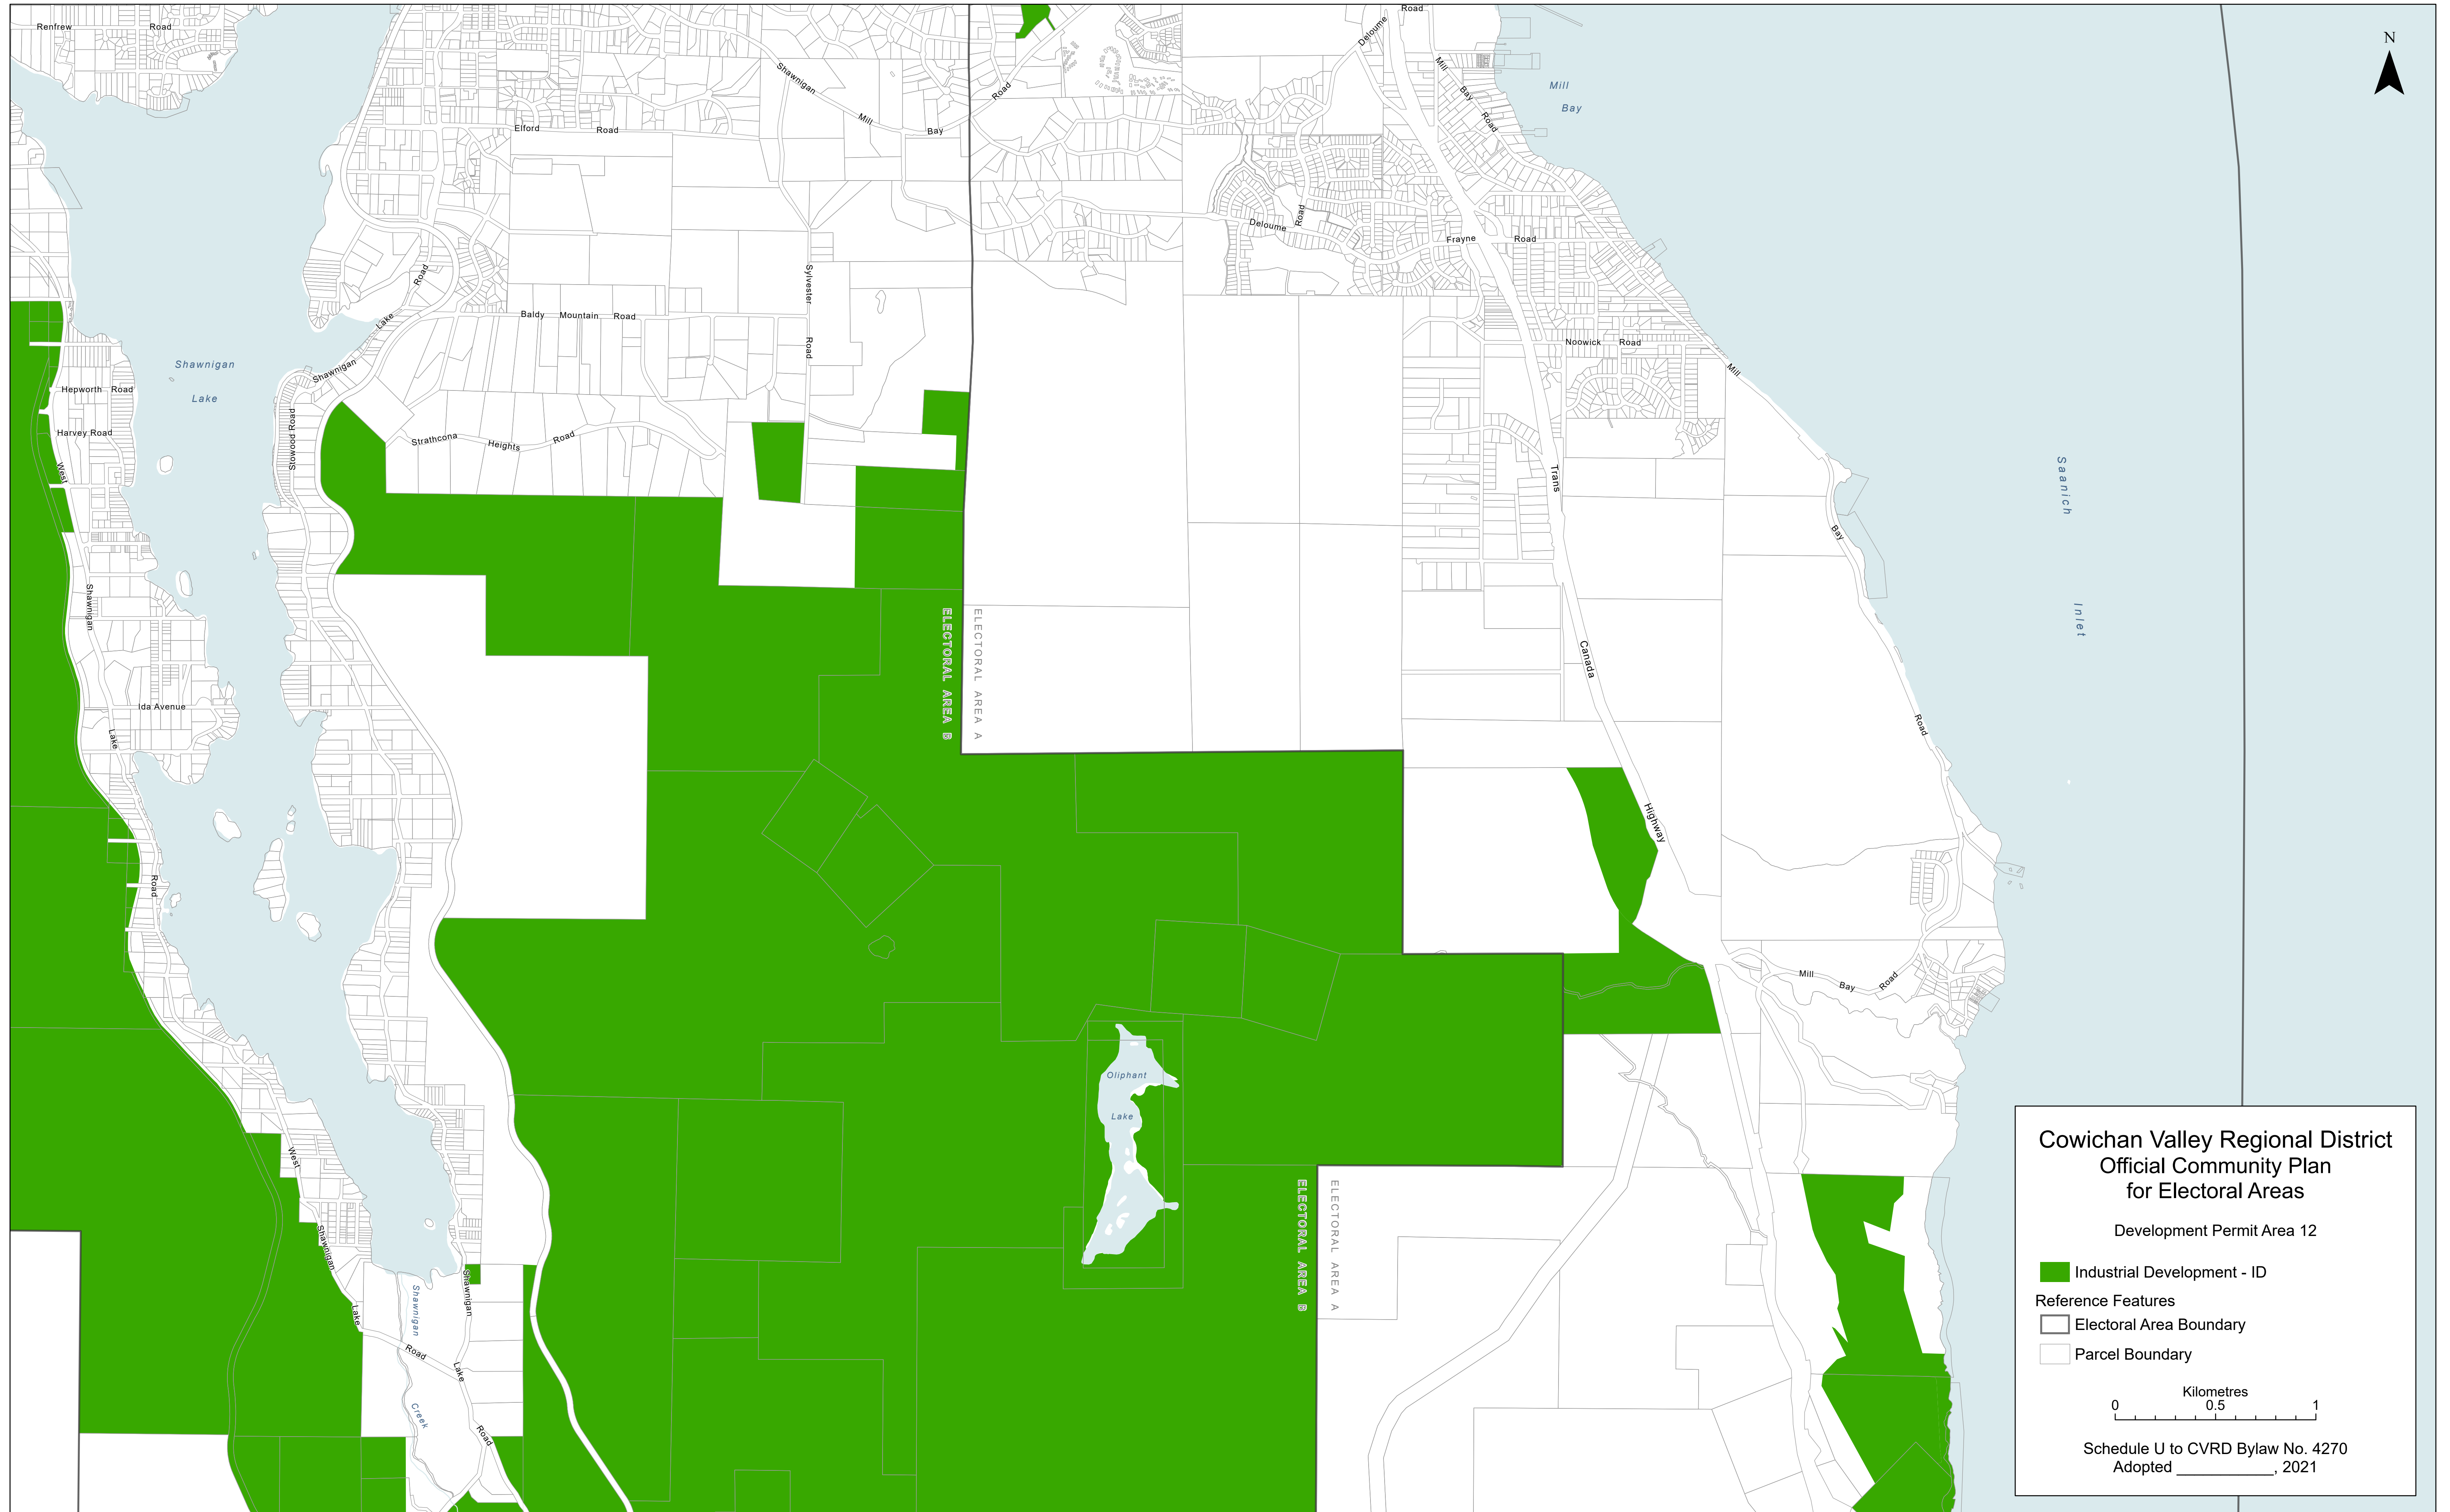 Renfrew Road
Road
N
Deloume
Shawnigan
Mill
Bay
Road
Mill
Bay
Road
Mill
Bay
Elford Road
Deloume
Road
Frayne Road
Road
Lake
Shawnigan
Sylvester
Road
Baldy Mountain Road
Noowick Road
Mill
Bay
Road
Shawnigan
Lake
Hepworth Road
Harvey Road
West
Shawnigan
Lake
Road
Stowood Road
Strathcona Heights Road
Trans
Canada
Highway
Saanich
Inlet
ELECTORAL AREA B
ELECTORAL AREA A
Ida Avenue
Mill
Bay
Road
Oliphant
Lake
West
Shawnigan
Lake
Road
Shawnigan
Lake
Road
Shawnigan
Creek
ELECTORAL AREA B
ELECTORAL AREA A
Cowichan Valley Regional District
Official Community Plan
for Electoral Areas
Development Permit Area 12
Industrial Development - ID
Reference Features
Electoral Area Boundary
Parcel Boundary
Kilometres
0 0.5 1
Schedule U to CVRD Bylaw No. 4270
Adopted ___________, 2021